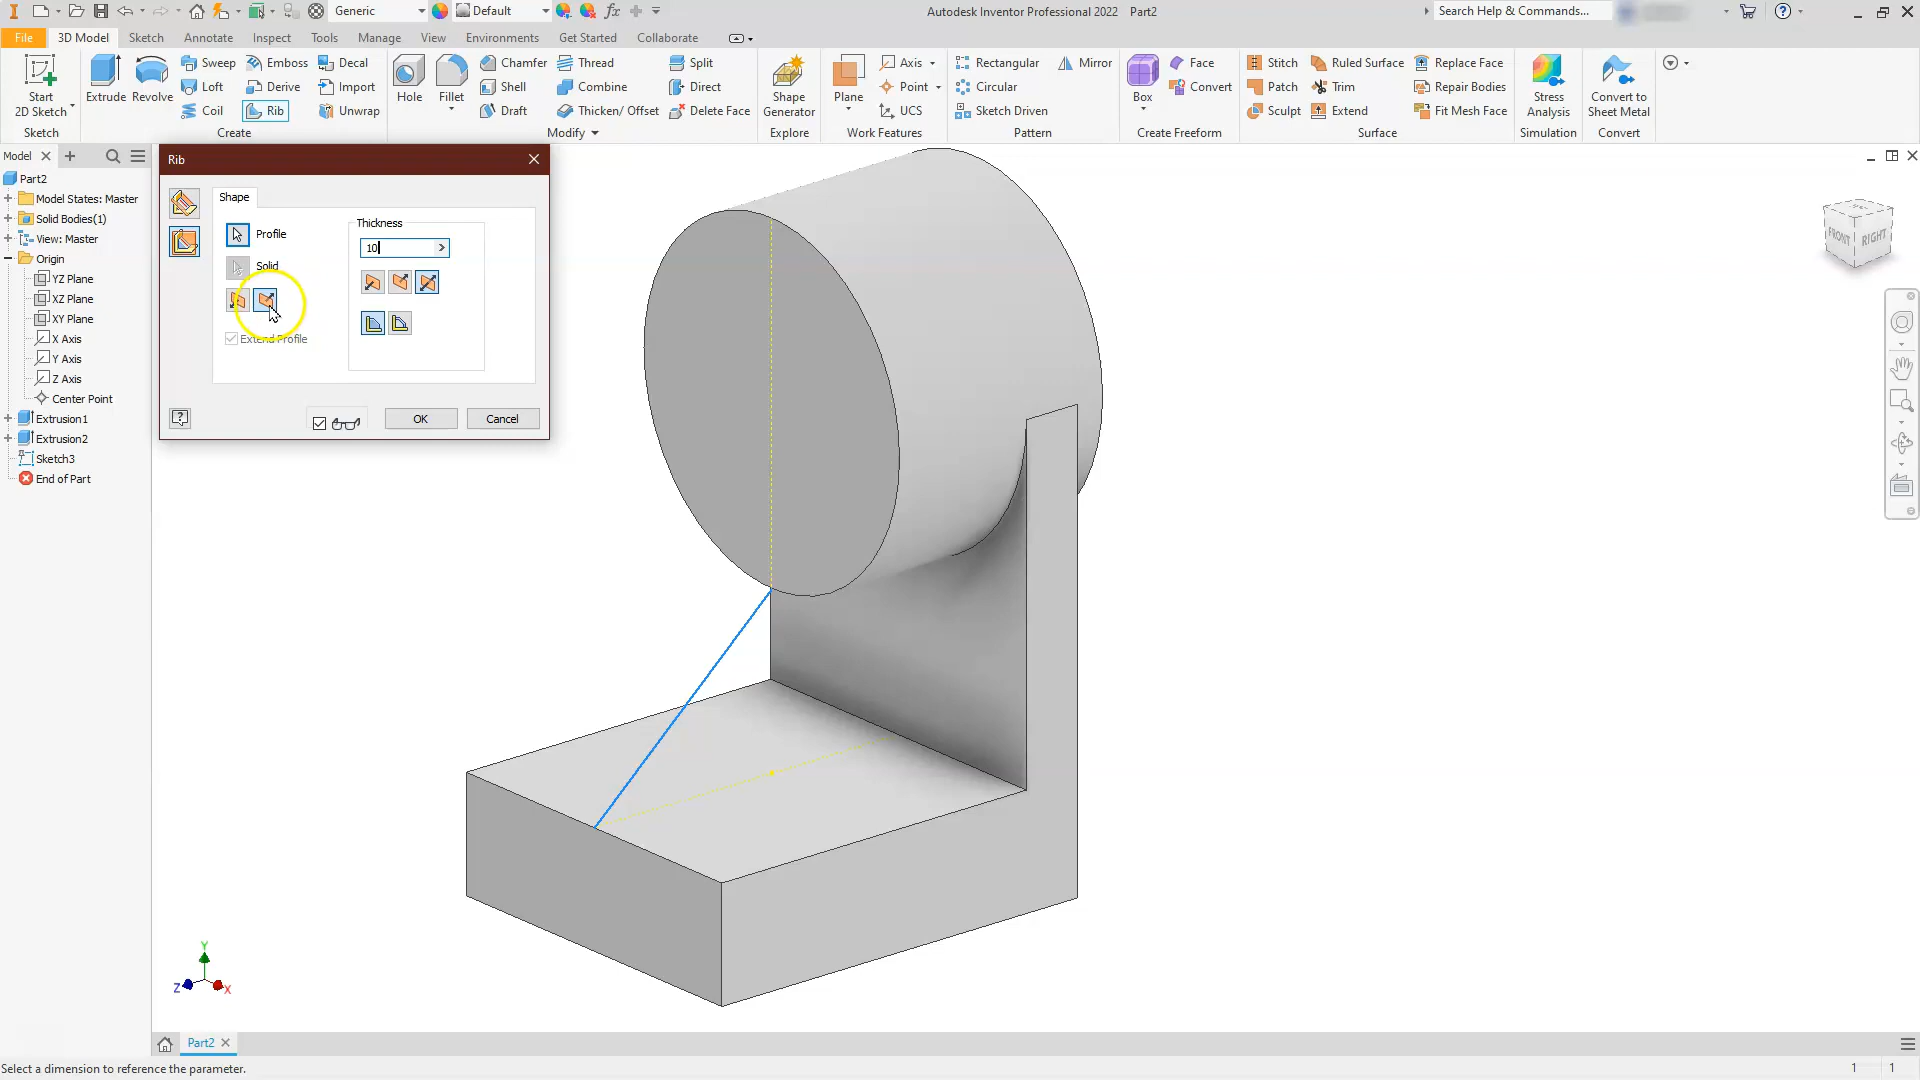 Generic
Default
fx
Autodesk Inventor Professional 2022 Part2
Search Help & Commands...
File
3D Model
Sketch
Annotate
Inspect
Tools
Manage
View
Environments
Get Started
Collaborate
Start
2D Sketch
Sketch
Extrude
Revolve
Sweep
Loft
Coil
Emboss
Derive
Rib
Decal
Import
Unwrap
Create
Hole
Fillet
Chamfer
Shell
Draft
Thread
Combine
Thicken/ Offset
Split
Direct
Delete Face
Modify
Shape
Generator
Explore
Plane
Axis
Point
UCS
Work Features
Rectangular
Circular
Sketch Driven
Mirror
Pattern
Box
Face
Convert
Create Freeform
Stitch
Patch
Sculpt
Ruled Surface
Trim
Extend
Replace Face
Repair Bodies
Fit Mesh Face
Surface
Stress
Analysis
Simulation
Convert to
Sheet Metal
Convert
Model
Part2
Model States: Master
Solid Bodies(1)
View: Master
Origin
YZ Plane
XZ Plane
XY Plane
X Axis
Y Axis
Z Axis
Center Point
Extrusion1
Extrusion2
Sketch3
End of Part
Rib
Shape
Profile
Solid
Extend Profile
Thickness
10
OK
Cancel
FRONT
RIGHT
Y
Z
X
Part2
Select a dimension to reference the parameter.
1
1